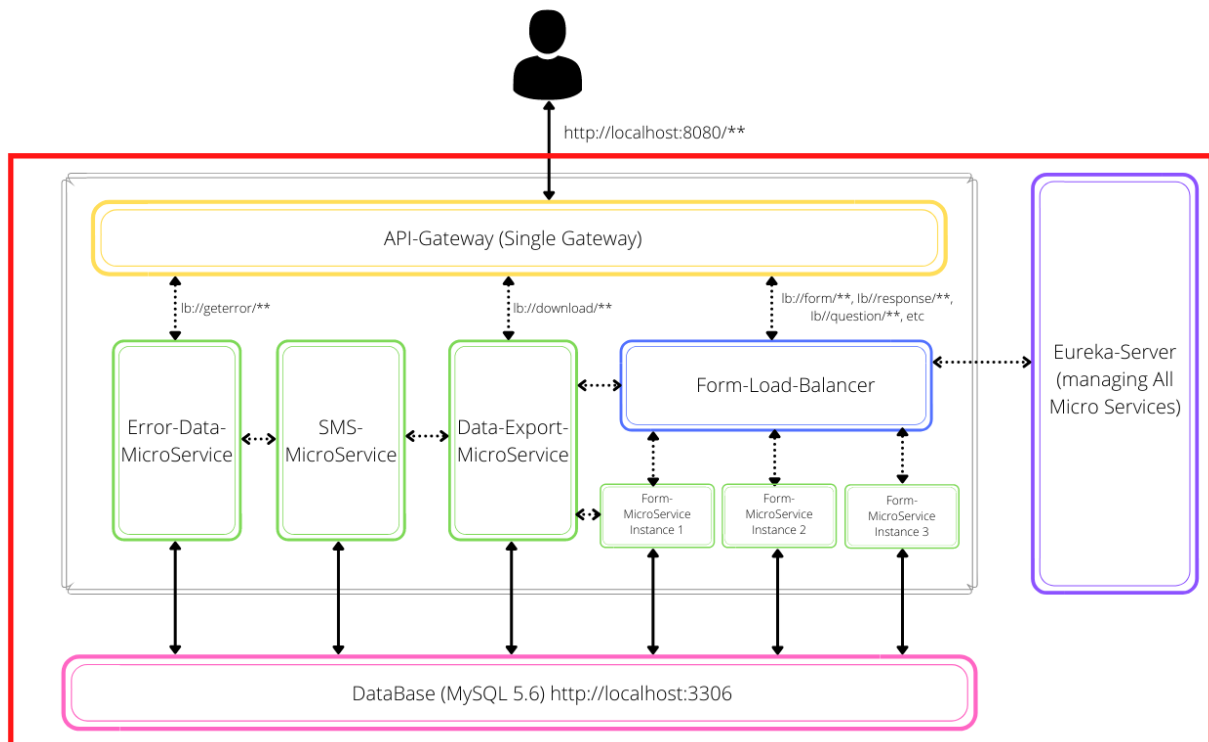 http://localhost:8080/**
API-Gateway (Single Gateway)
lb://geterror/**
lb://download/**
lb://form/**, lb//response/**,
lb//question/**, etc
Error-Data-
MicroService
SMS-
MicroService
Data-Export-
MicroService
Form-Load-Balancer
Eureka-Server
(managing All
Micro Services)
Form-
MicroService
Instance 1
Form-
MicroService
Instance 2
Form-
MicroService
Instance 3
DataBase (MySQL 5.6) http://localhost:3306